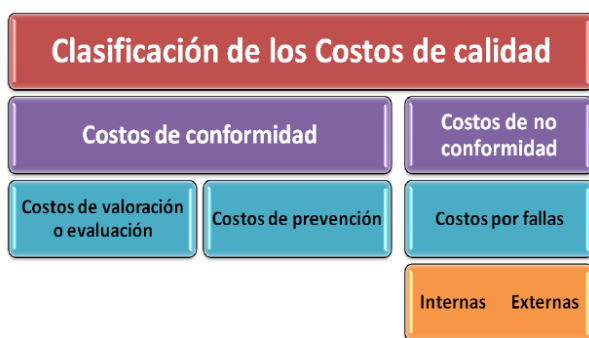 Clasificación de los Costos de calidad
Costos de conformidad
Costos de no
conformidad
Costos de valoración
o evaluación
Costos de prevención
Costos por fallas
Internas Externas